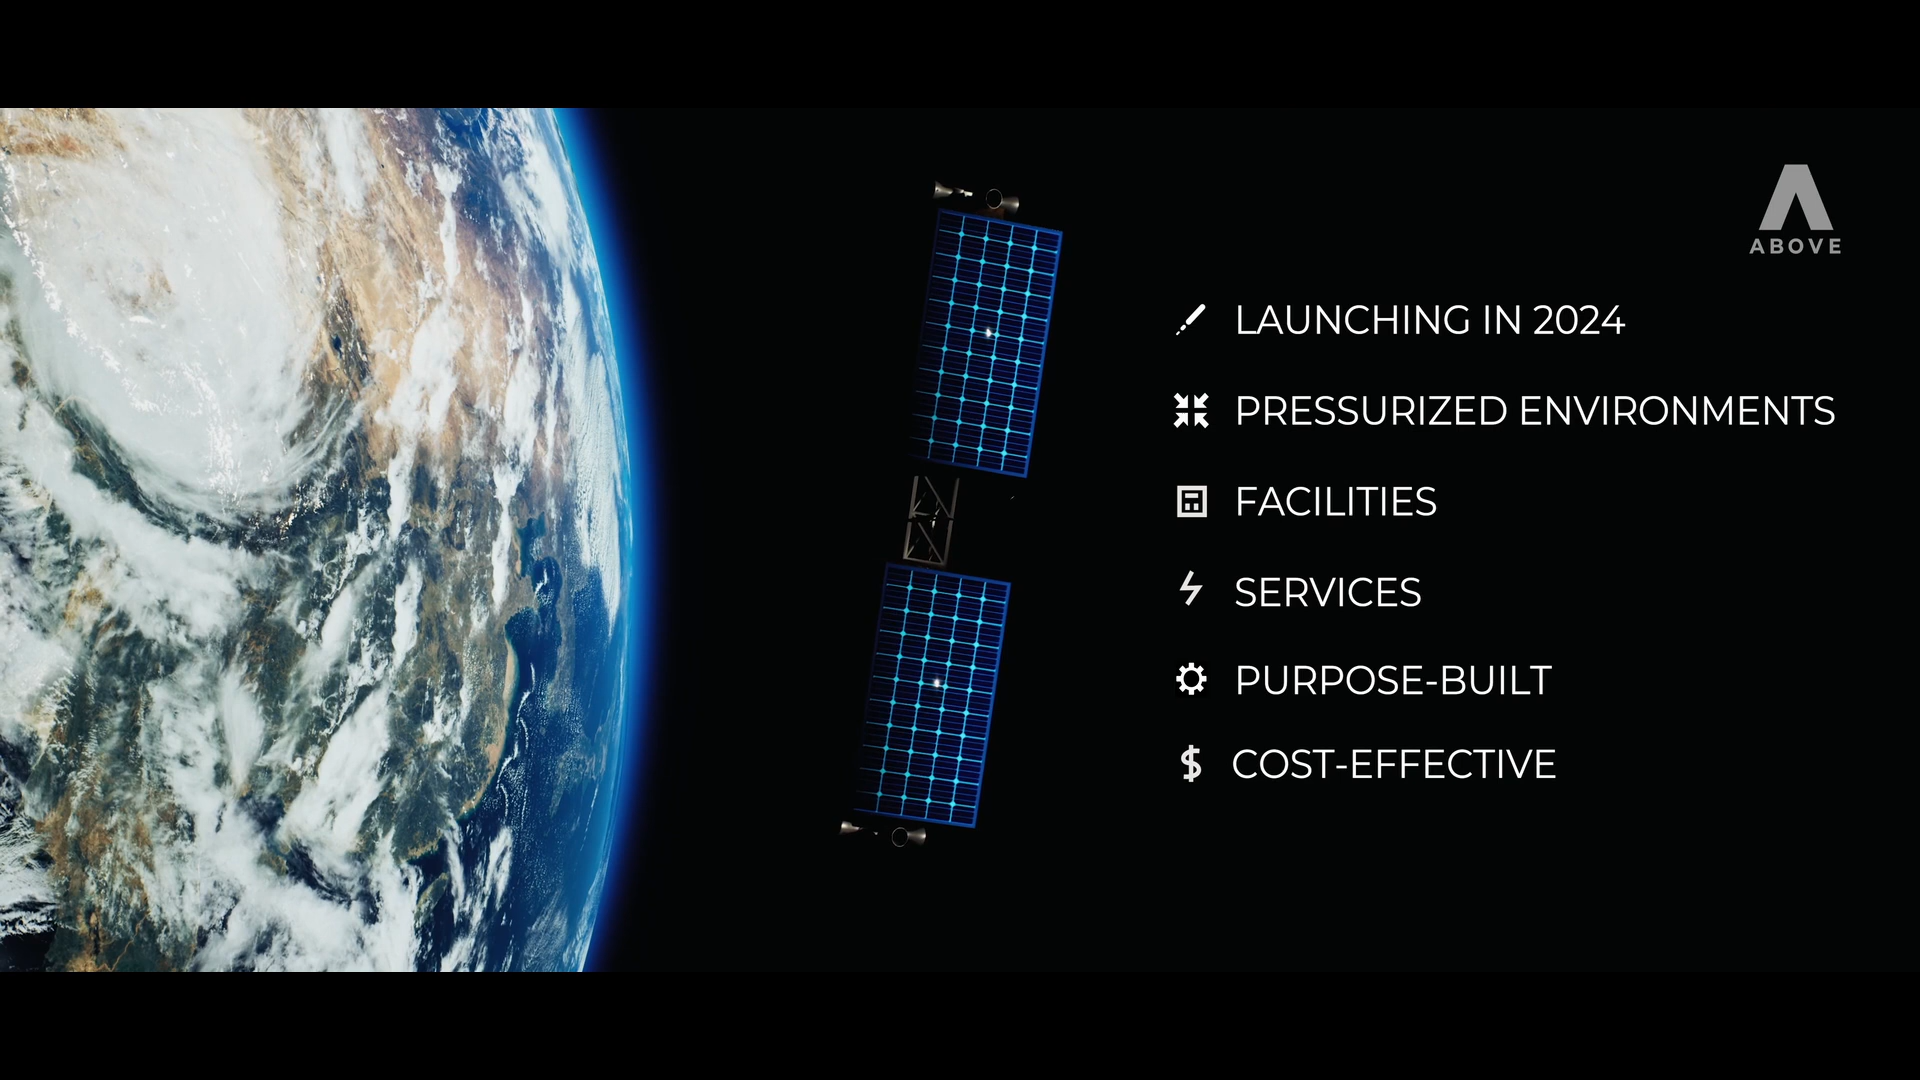 ABOVE
LAUNCHING IN 2024
PRESSURIZED ENVIRONMENTS
FACILITIES
SERVICES
PURPOSE-BUILT
COST-EFFECTIVE